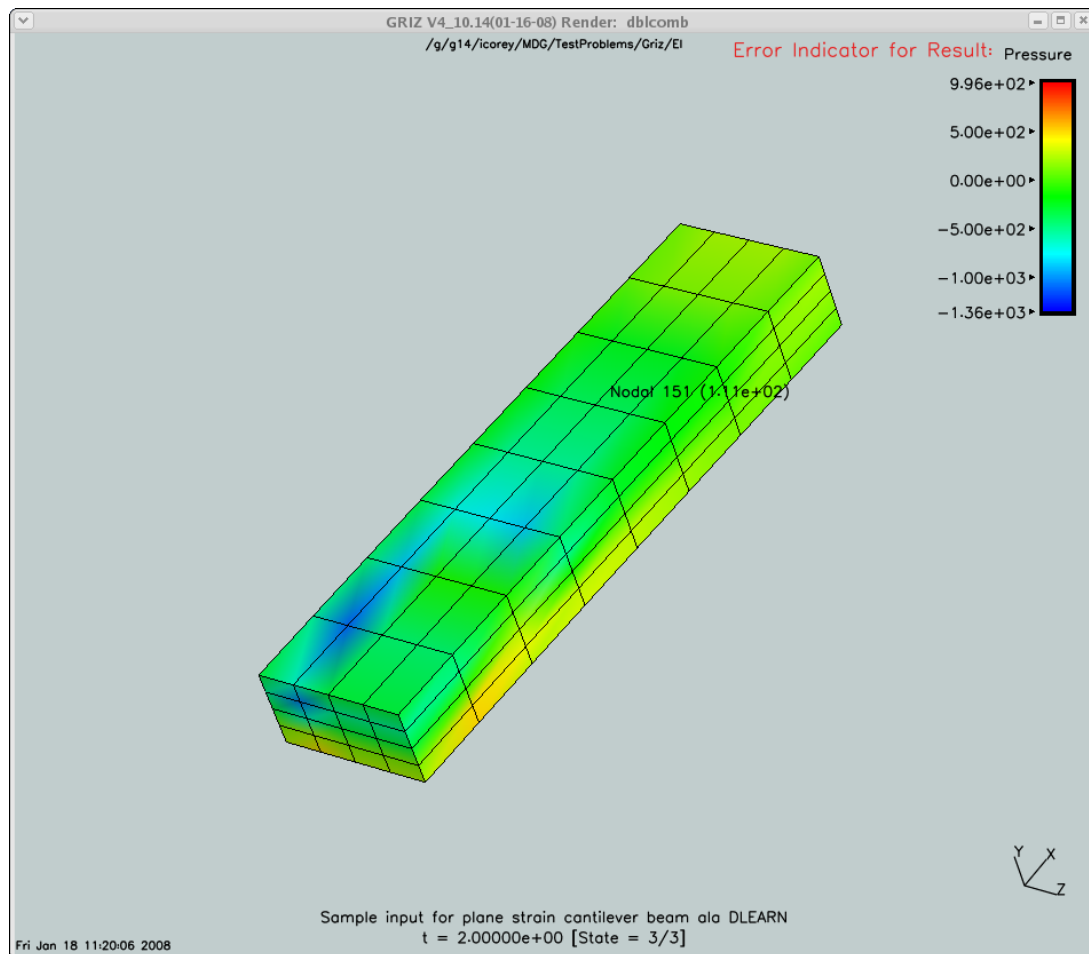 GRIZ V4_10.14(01-16-08) Render: dblcomb
/g/g14/icorey/MDG/TestProblems/Griz/EI
Error Indicator for Result: Pressure
9.96e+02
5.00e+02
0.00e+00
-5.00e+02
-1.00e+03
-1.36e+03
Nodal 151 (1.11e+02)
Y
X
Z
Sample input for plane strain cantilever beam ala DLEARN
t = 2.00000e+00 [State = 3/3]
Fri Jan 18 11:20:06 2008